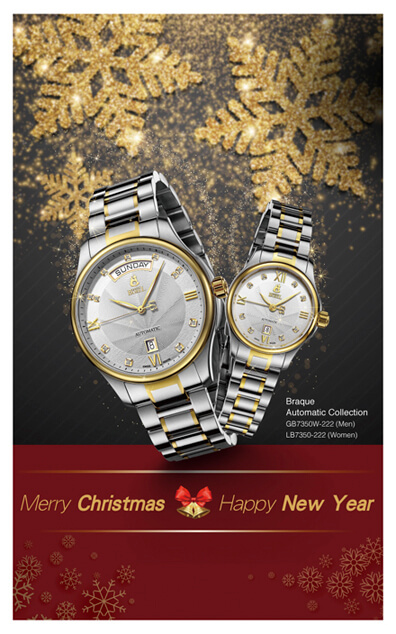 SUNDAY
AUTOMATIC
Braque
Automatic Collection
GB7350W-222 (Men)
LB7350-222 (Women)
Merry Christmas Happy New Year